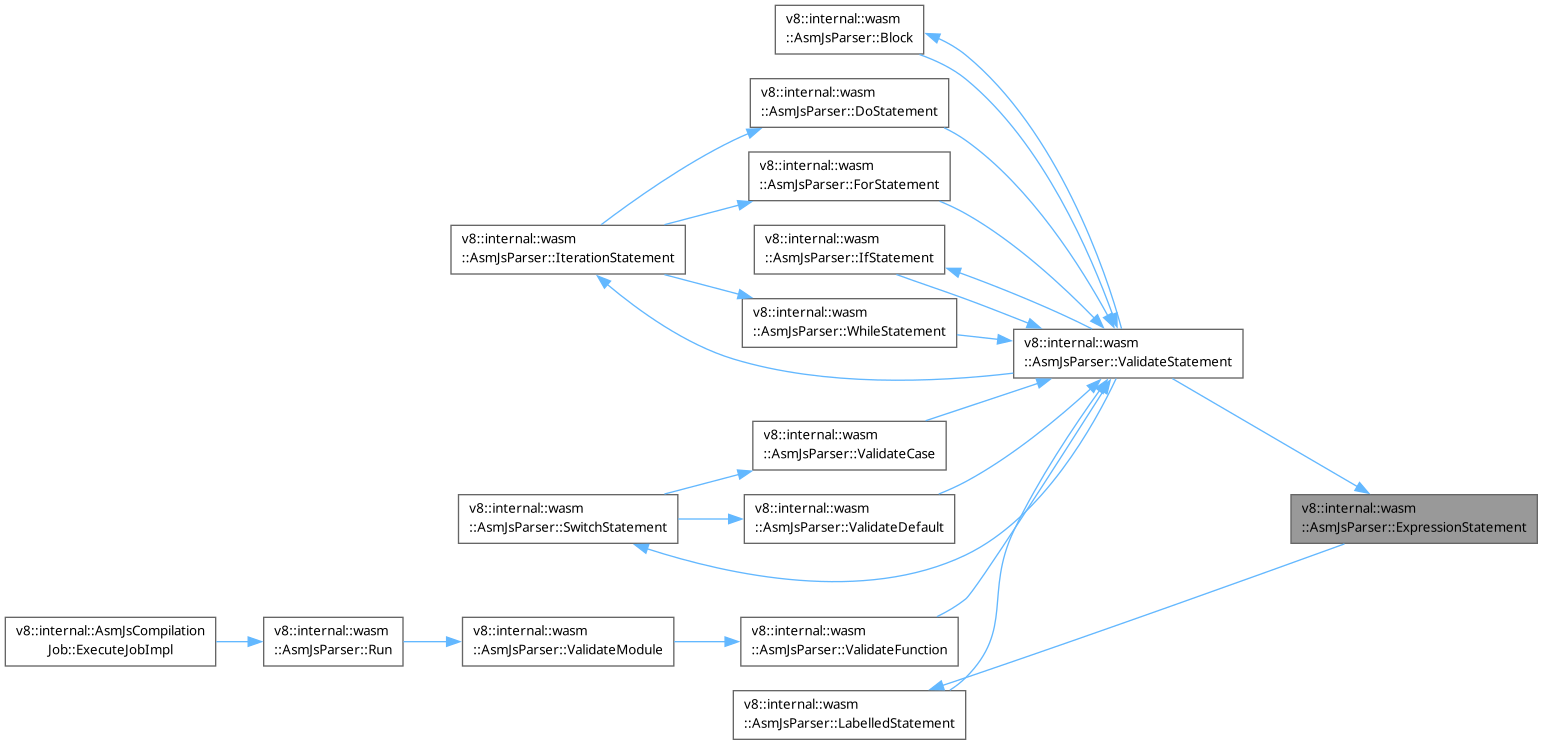 v8::internal::wasm
::AsmJsParser::Block
v8::internal::wasm
::AsmJsParser::DoStatement
v8::internal::wasm
::AsmJsParser::ForStatement
v8::internal::wasm
::AsmJsParser::IterationStatement
v8::internal::wasm
::AsmJsParser::IfStatement
v8::internal::wasm
::AsmJsParser::WhileStatement
v8::internal::wasm
::AsmJsParser::ValidateStatement
v8::internal::wasm
::AsmJsParser::ValidateCase
v8::internal::wasm
::AsmJsParser::SwitchStatement
v8::internal::wasm
::AsmJsParser::ValidateDefault
v8::internal::wasm
::AsmJsParser::ExpressionStatement
v8::internal::AsmJsCompilation
Job::ExecuteJobImpl
v8::internal::wasm
::AsmJsParser::Run
v8::internal::wasm
::AsmJsParser::ValidateModule
v8::internal::wasm
::AsmJsParser::ValidateFunction
v8::internal::wasm
::AsmJsParser::LabelledStatement